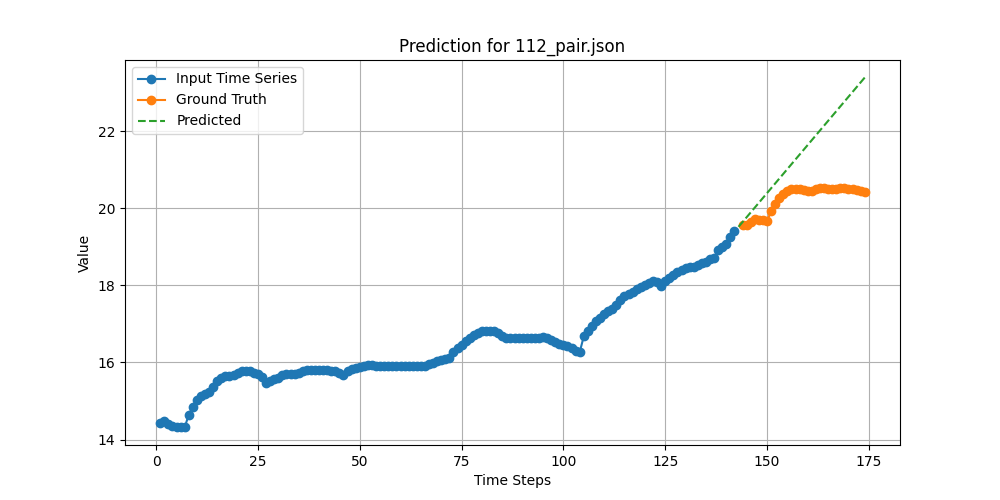 Prediction for 112_pair.json
Input Time Series
Ground Truth
Predicted
Value
22
20
18
16
14
0 25 50 75 100 125 150 175
Time Steps